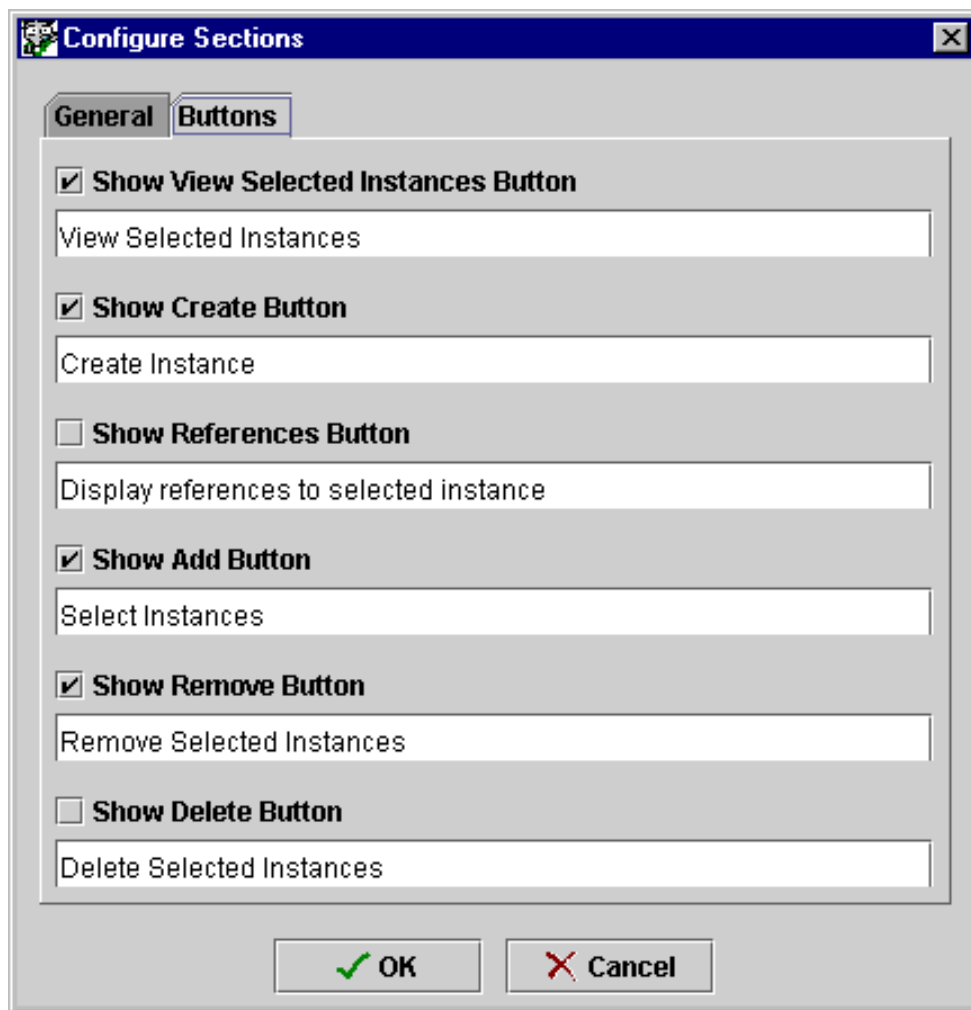 Configure Sections
General Buttons
Show View Selected Instances Button
View Selected Instances
Show Create Button
Create Instance
Show References Button
Display references to selected instance
Show Add Button
Select Instances
Show Remove Button
Remove Selected Instances
Show Delete Button
Delete Selected Instances
OK Cancel